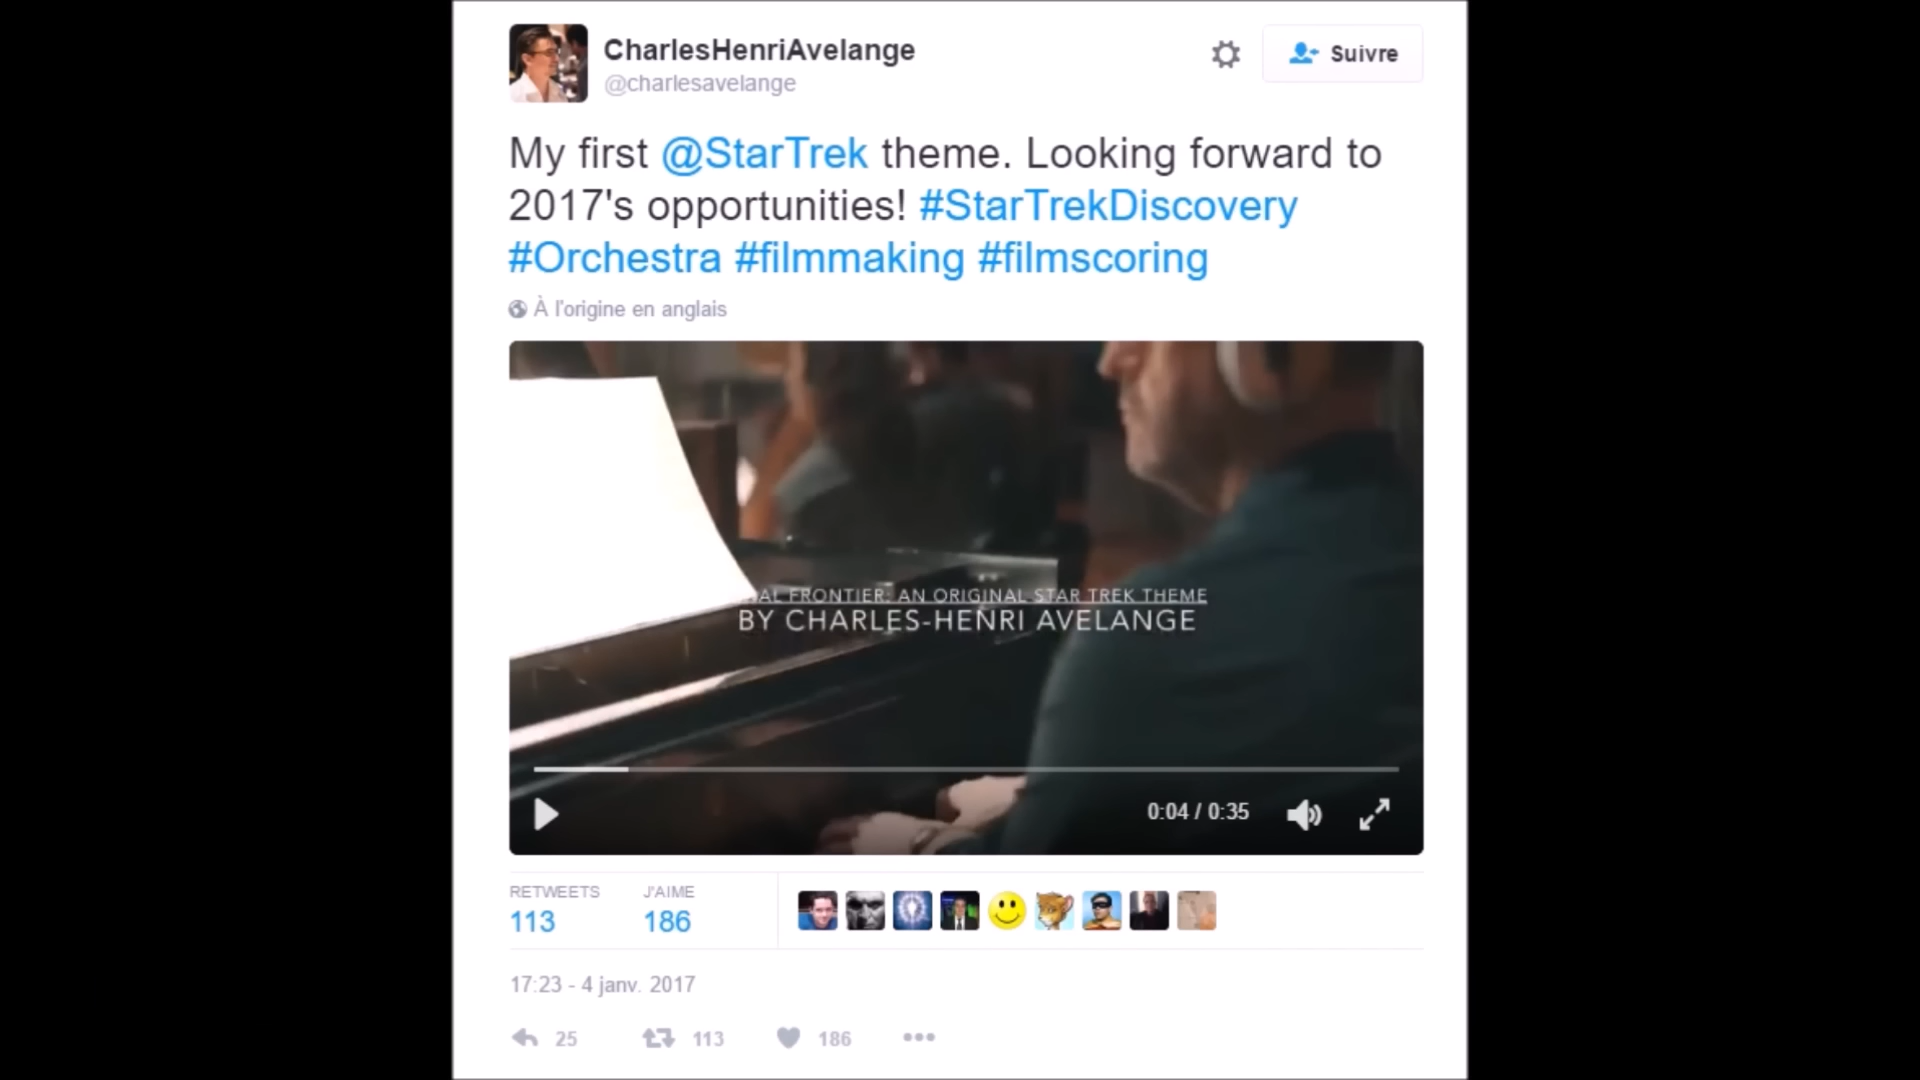 CharlesHenriAvelange
@charlesavelange
Suivre
My first @StarTrek theme. Looking forward to
2017's opportunities! #StarTrekDiscovery
#Orchestra #filmmaking #filmscoring
À l'origine en anglais
FRONTIER: AN ORIGINAL STAR TREK THEME
BY CHARLES-HENRI AVELANGE
0:04 / 0:35
RETWEETS J'AIME
113 186
17:23 - 4 janv. 2017
25 113 186